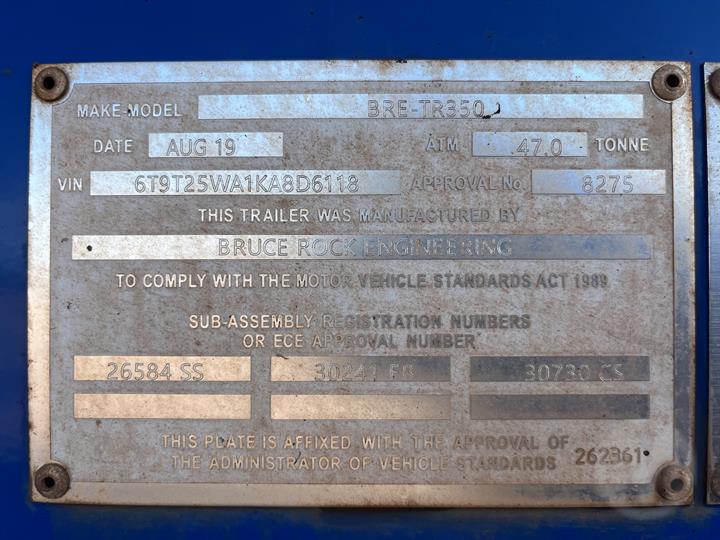 MAKE-MODEL BRE-TR350
DATE AUG 19 ATM 47.0 TONNE
VIN 6T9T25WA1KA8D6118 APPROVAL No. 8275
THIS TRAILER WAS MANUFACTURED BY
BRUCE ROCK ENGINEERING
TO COMPLY WITH THE MOTOR VEHICLE STANDARDS ACT 1989
SUB-ASSEMBLY REGISTRATION NUMBERS
OR ECE APPROVAL NUMBER
26584 SS 30241 30730 CS
THIS PLATE IS AFFIXED WITH THE APPROVAL OF
THE ADMINISTRATOR OF VEHICLE STANDARDS 262361